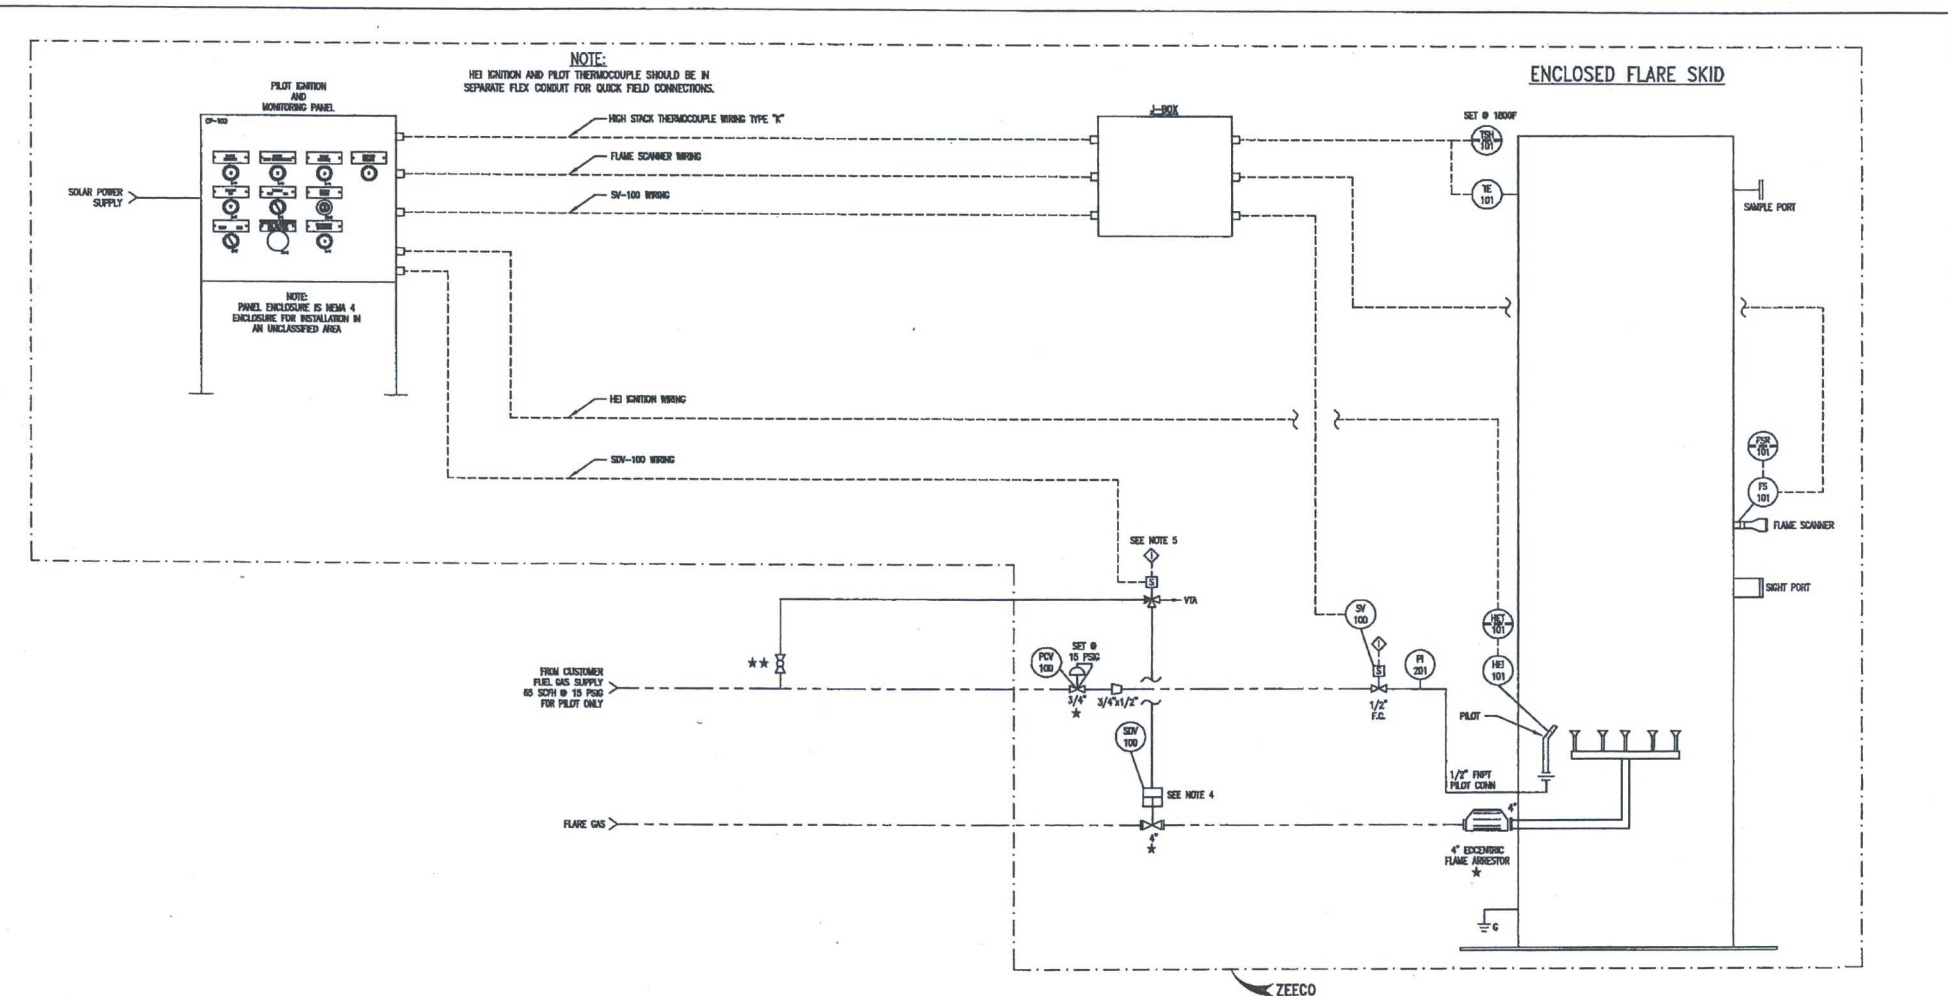 NOTE:
HEI IGNITION AND PILOT THERMOCOUPLE SHOULD BE IN
SEPARATE FLEX CONDUIT FOR QUICK FIELD CONNECTIONS.
ENCLOSED FLARE SKID
PILOT IGNITION
AND
MONITORING PANEL
CP-100
SOLAR POWER
SUPPLY
NOTE:
PANEL ENCLOSURE IS NEMA 4
ENCLOSURE FOR INSTALLATION IN
AN UNCLASSIFIED AREA
HIGH STACK THERMOCOUPLE WIRING TYPE "K"
FLAME SCANNER WIRING
SV-100 WIRING
J-BOX
SET @ 1800F
TSH
101
TE
101
SAMPLE PORT
HEI IGNITION WIRING
SDV-100 WIRING
FSR
101
FS
101
FLAME SCANNER
SIGHT PORT
SEE NOTE 5
I
S
VTA
SV
100
I
S
HET
101
HEI
101
FROM CUSTOMER
FUEL GAS SUPPLY
65 SCFH @ 15 PSIG
FOR PILOT ONLY
PCV
100
SET @
15 PSIG
3/4"
3/4"x1/2"
1/2"
F.C.
PI
201
PILOT
SDV
100
SEE NOTE 4
1/2" FNPT
PILOT CONN
FLARE GAS
4"
4"
4" ECCENTRIC
FLAME ARRESTOR
G
ZEECO